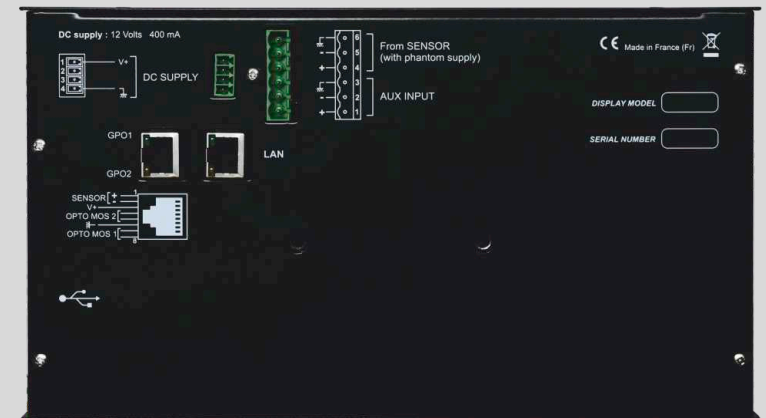 DC supply : 12 Volts 400 mA
1
2
3
4
V+
DC SUPPLY
6
5
4
3
2
1
-
+
-
+
From SENSOR
(with phantom supply)
AUX INPUT
CE Made in France (Fr)
DISPLAY MODEL
SERIAL NUMBER
GPO1
GPO2
LAN
SENSOR
+
-
V+
OPTO MOS 2
OPTO MOS 1
1
8